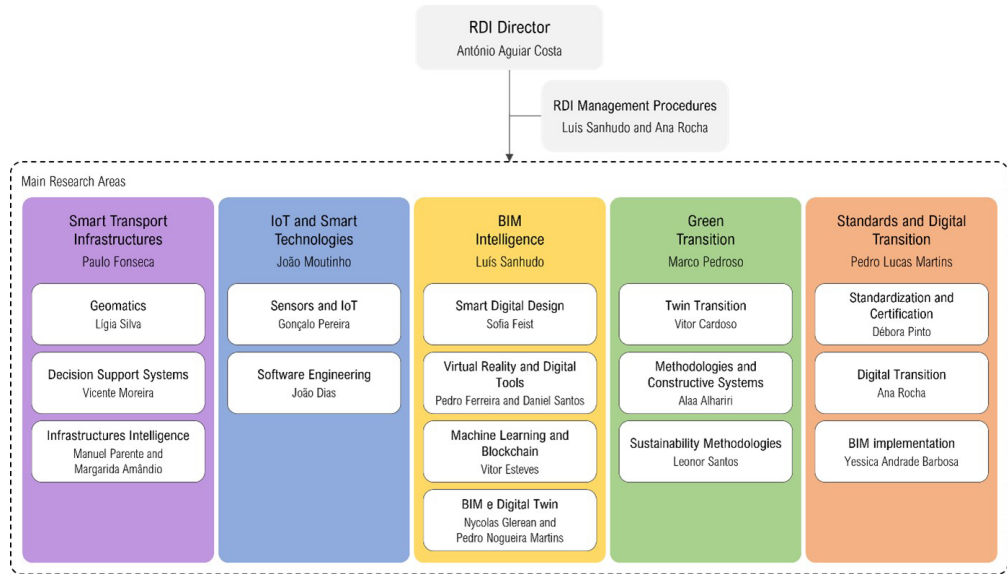 RDI Director
António Aguiar Costa
RDI Management Procedures
Luís Sanhudo and Ana Rocha
Main Research Areas
Smart Transport
Infrastructures
Paulo Fonseca
Geomatics
Lígia Silva
Decision Support Systems
Vicente Moreira
Infrastructures Intelligence
Manuel Parente and
Margarida Amândio
IoT and Smart
Technologies
João Moutinho
Sensors and IoT
Gonçalo Pereira
Software Engineering
João Dias
BIM
Intelligence
Luís Sanhudo
Smart Digital Design
Sofia Feist
Virtual Reality and Digital
Tools
Pedro Ferreira and Daniel Santos
Machine Learning and
Blockchain
Vitor Esteves
BIM e Digital Twin
Nycolas Glerean and
Pedro Nogueira Martins
Green
Transition
Marco Pedroso
Twin Transition
Vitor Cardoso
Methodologies and
Constructive Systems
Alaa Alhariri
Sustainability Methodologies
Leonor Santos
Standards and Digital
Transition
Pedro Lucas Martins
Standardization and
Certification
Débora Pinto
Digital Transition
Ana Rocha
BIM implementation
Yessica Andrade Barbosa